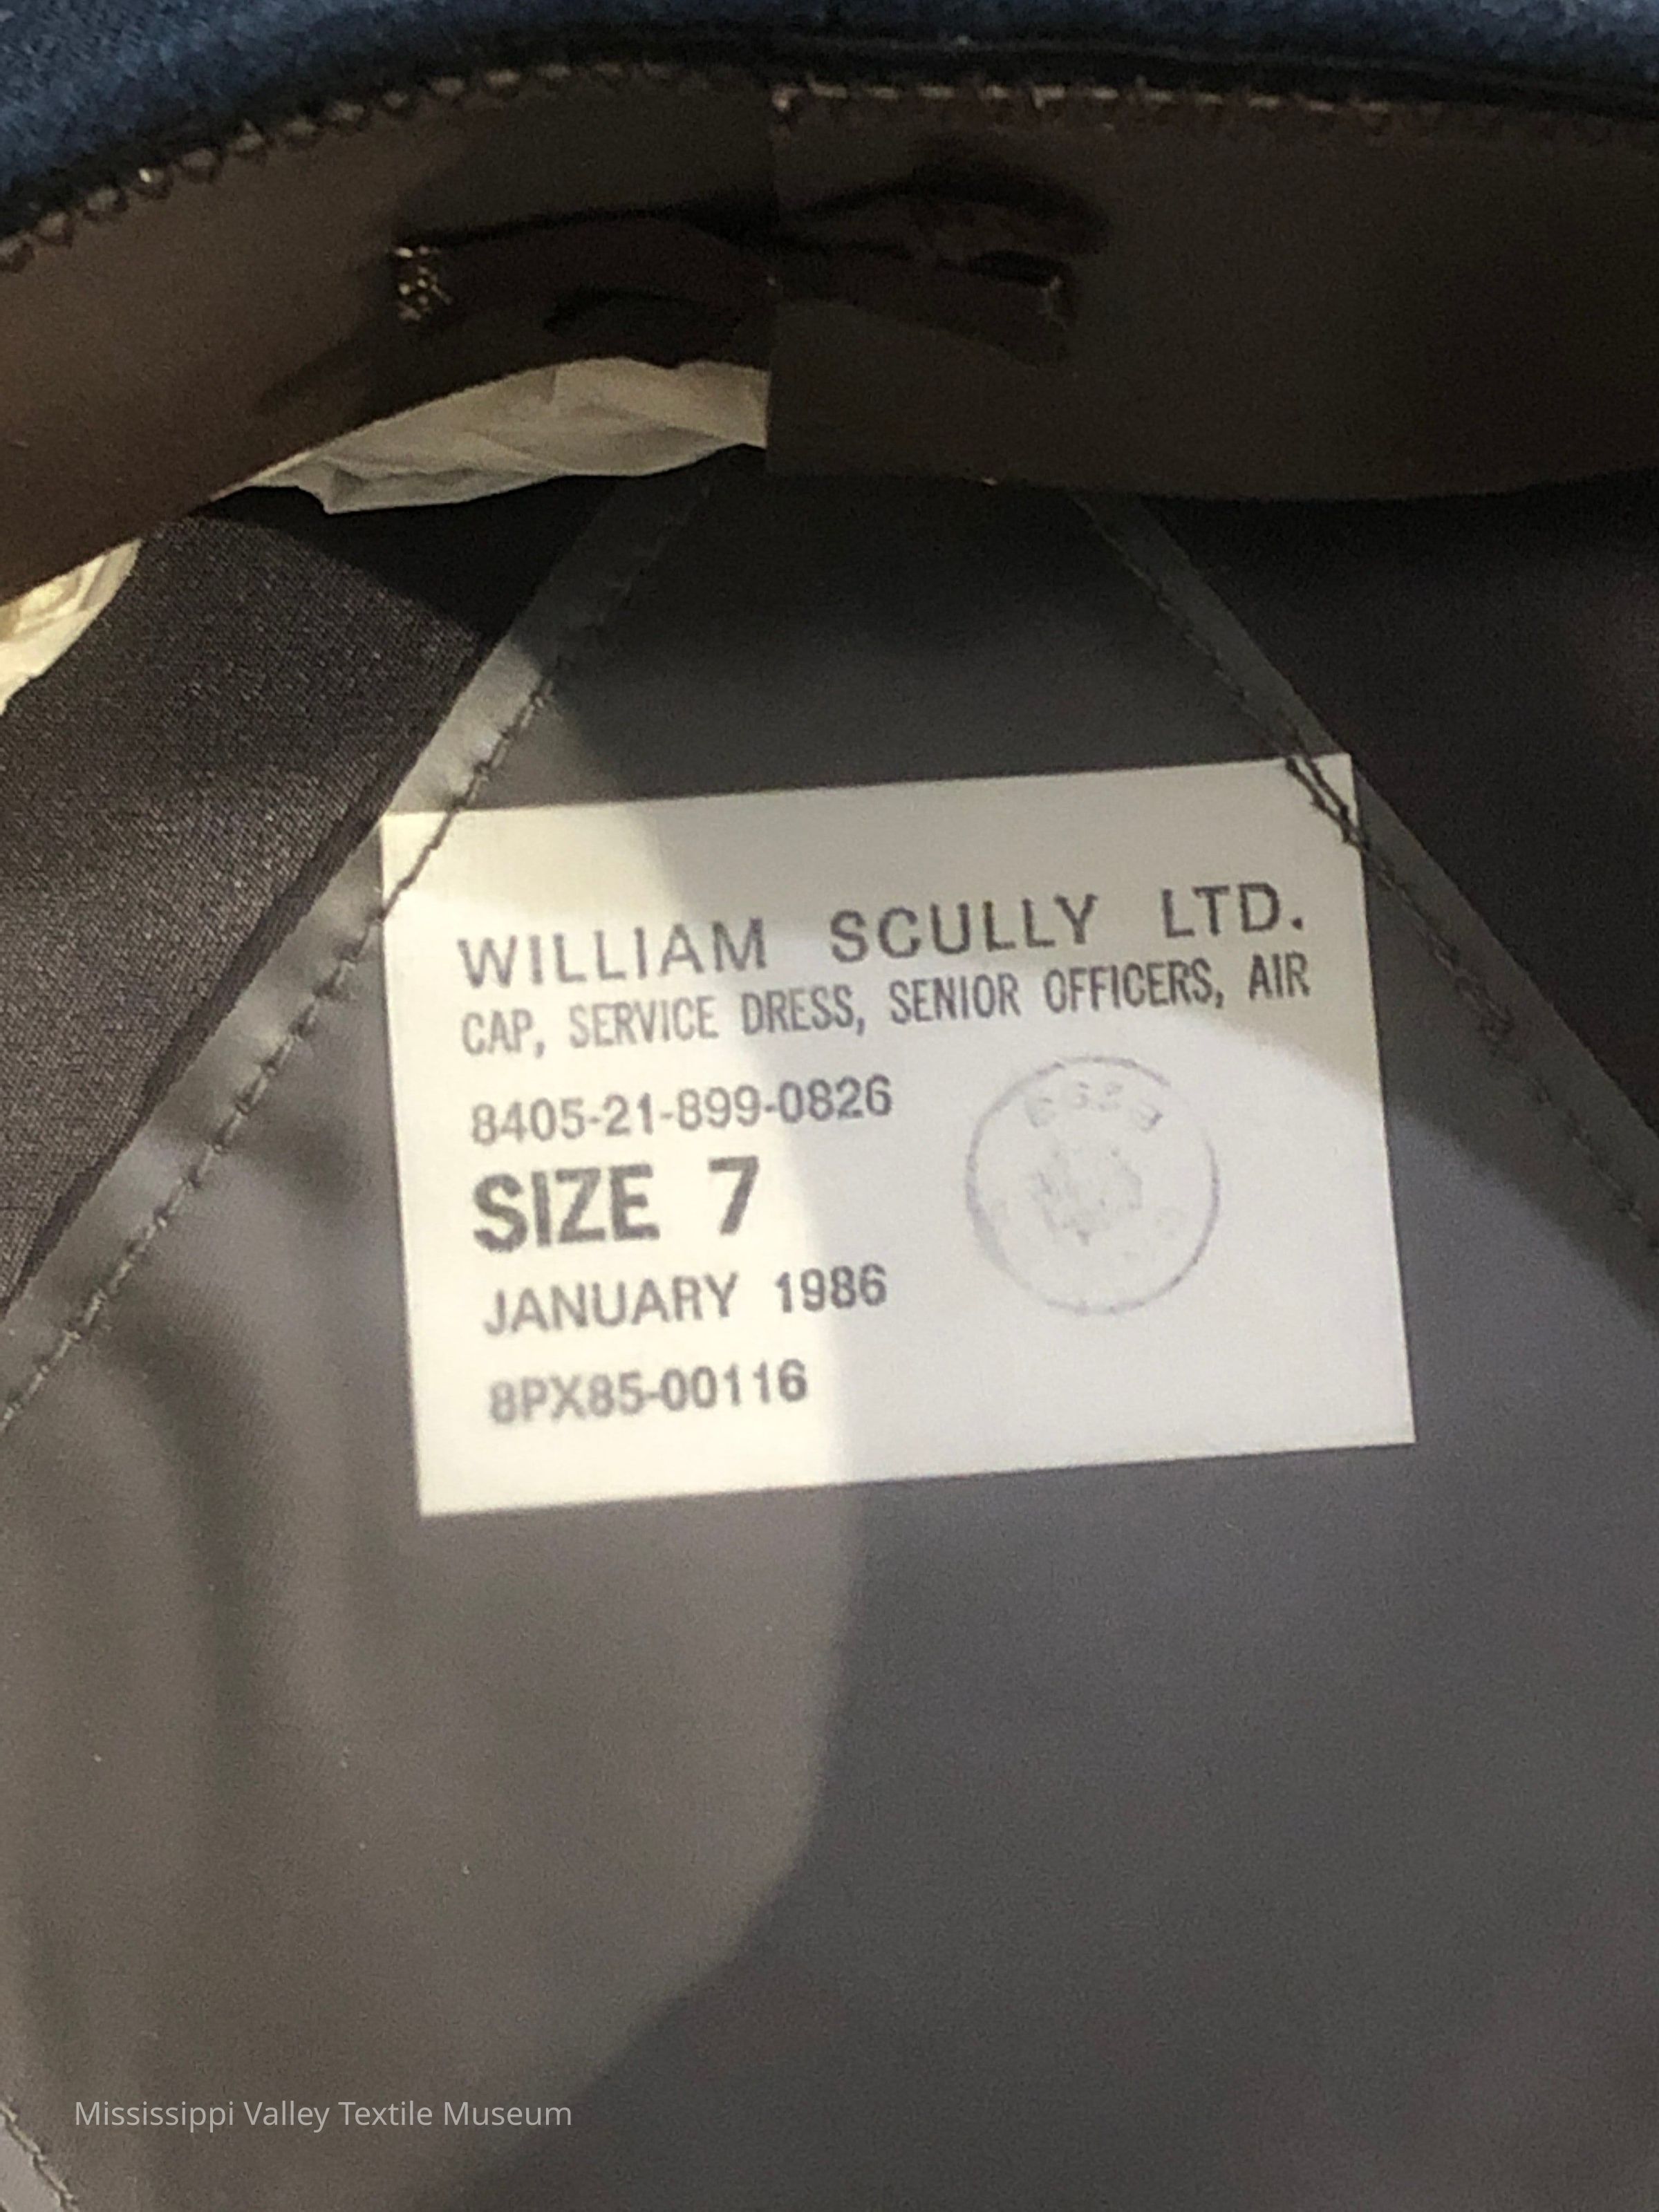 WILLIAM SCULLY LTD.
CAP, SERVICE DRESS, SENIOR OFFICERS, AIR
8405-21-899-0826
SIZE 7
JANUARY 1986
8PX85-00116
Mississippi Valley Textile Museum